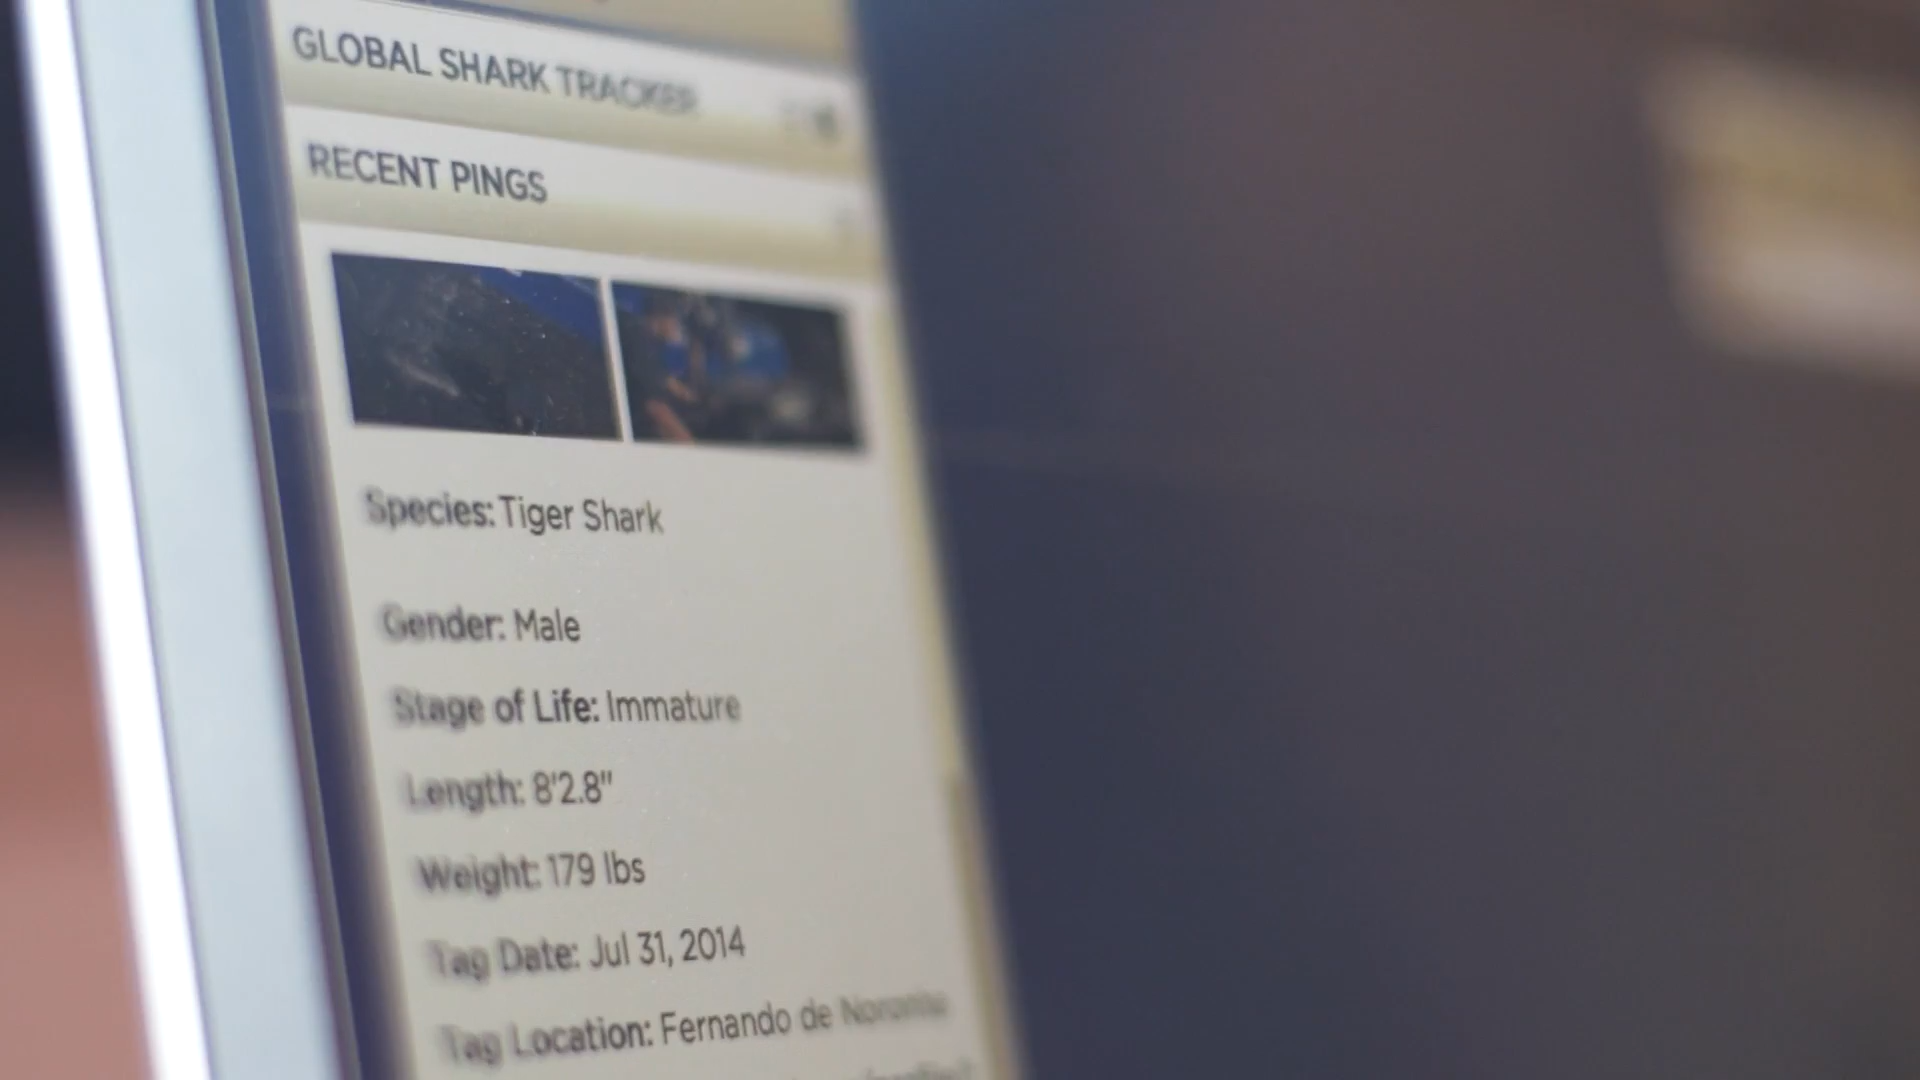 GLOBAL SHARK TRACKER
RECENT PINGS
Species: Tiger Shark
Gender: Male
Stage of Life: Immature
Length: 8'2.8"
Weight: 179 lbs
Tag Date: Jul 31, 2014
Tag Location: Fernando de Noronha